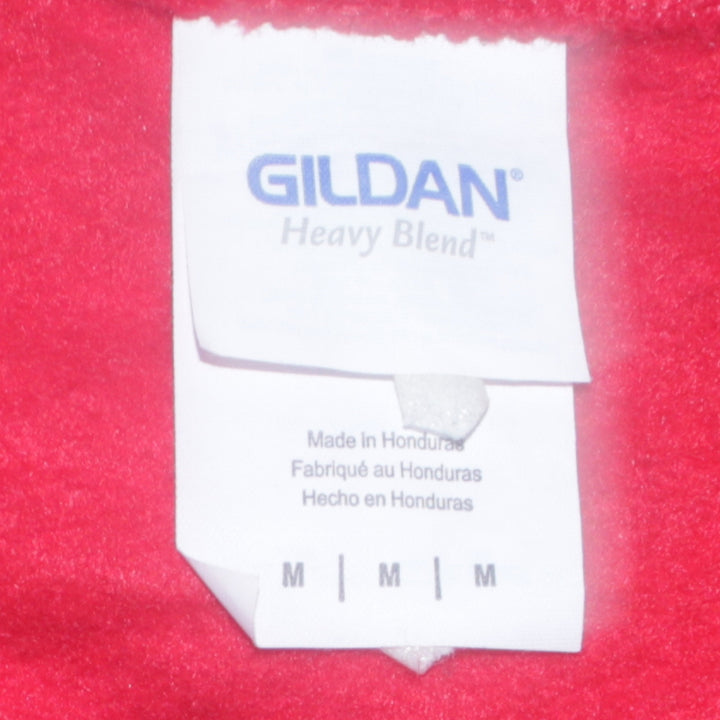 GILDAN®
Heavy Blend™
Made in Honduras
Fabriqué au Honduras
Hecho en Honduras
M | M | M